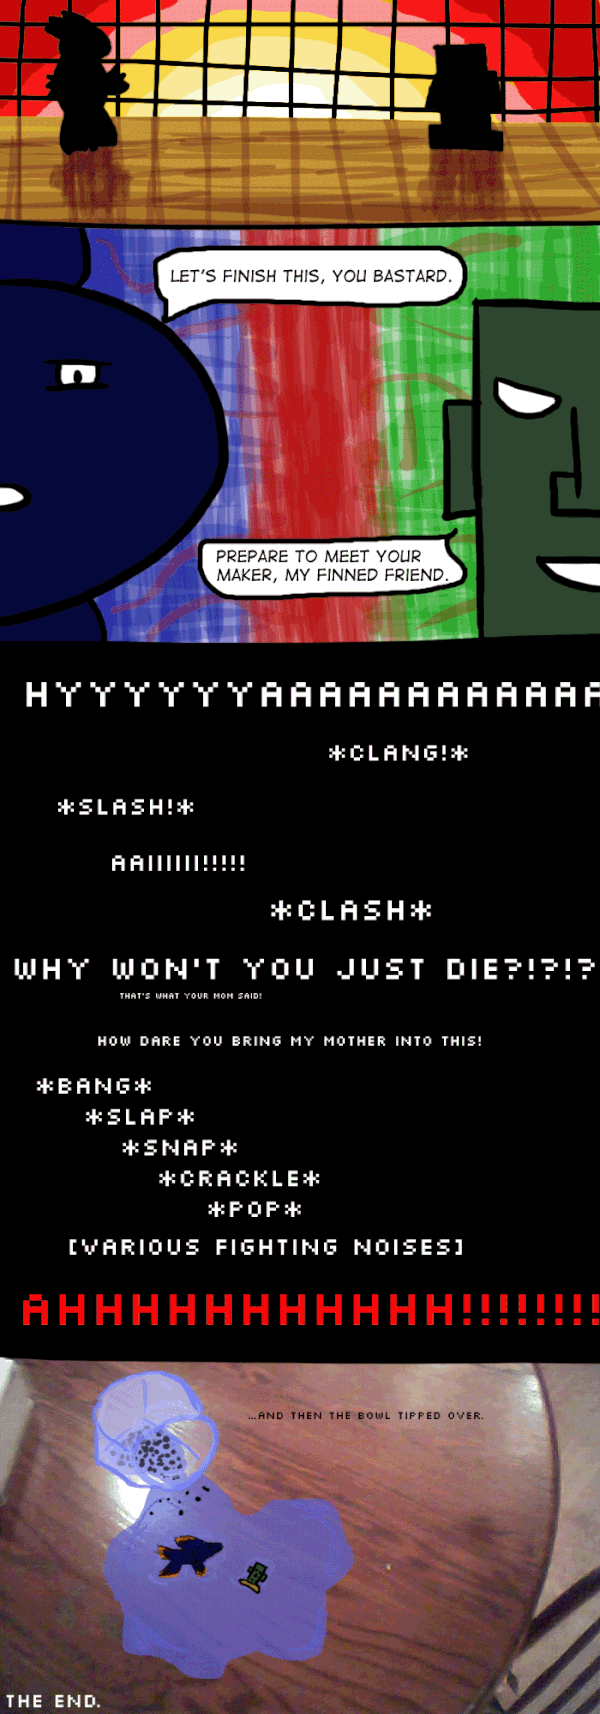 LET'S FINISH THIS, YOU BASTARD.
PREPARE TO MEET YOUR
MAKER, MY FINNED FRIEND.
HYYYYYYYAAAAAAAAAAAAA
*CLANG!*
*SLASH!*
AAIIIIII!!!!!
*CLASH*
WHY WON'T YOU JUST DIE?!?!?
THAT'S WHAT YOUR MOM SAID!
HOW DARE YOU BRING MY MOTHER INTO THIS!
*BANG*
*SLAP*
*SNAP*
*CRACKLE*
*POP*
[VARIOUS FIGHTING NOISES]
AHHHHHHHHHHHH!!!!!!!!
...AND THEN THE BOWL TIPPED OVER.
THE END.